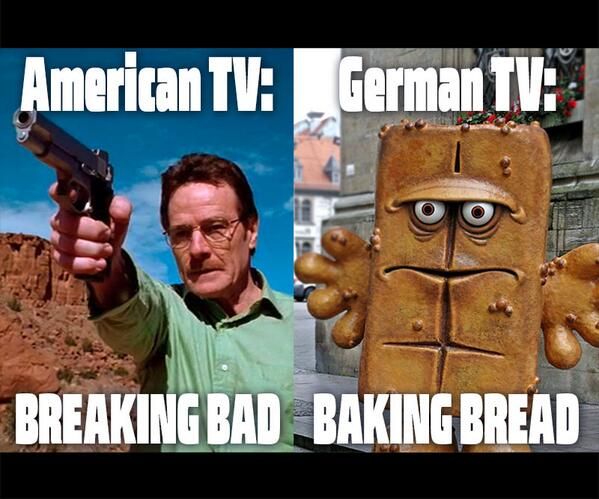 American TV:
BREAKING BAD
German TV:
BAKING BREAD